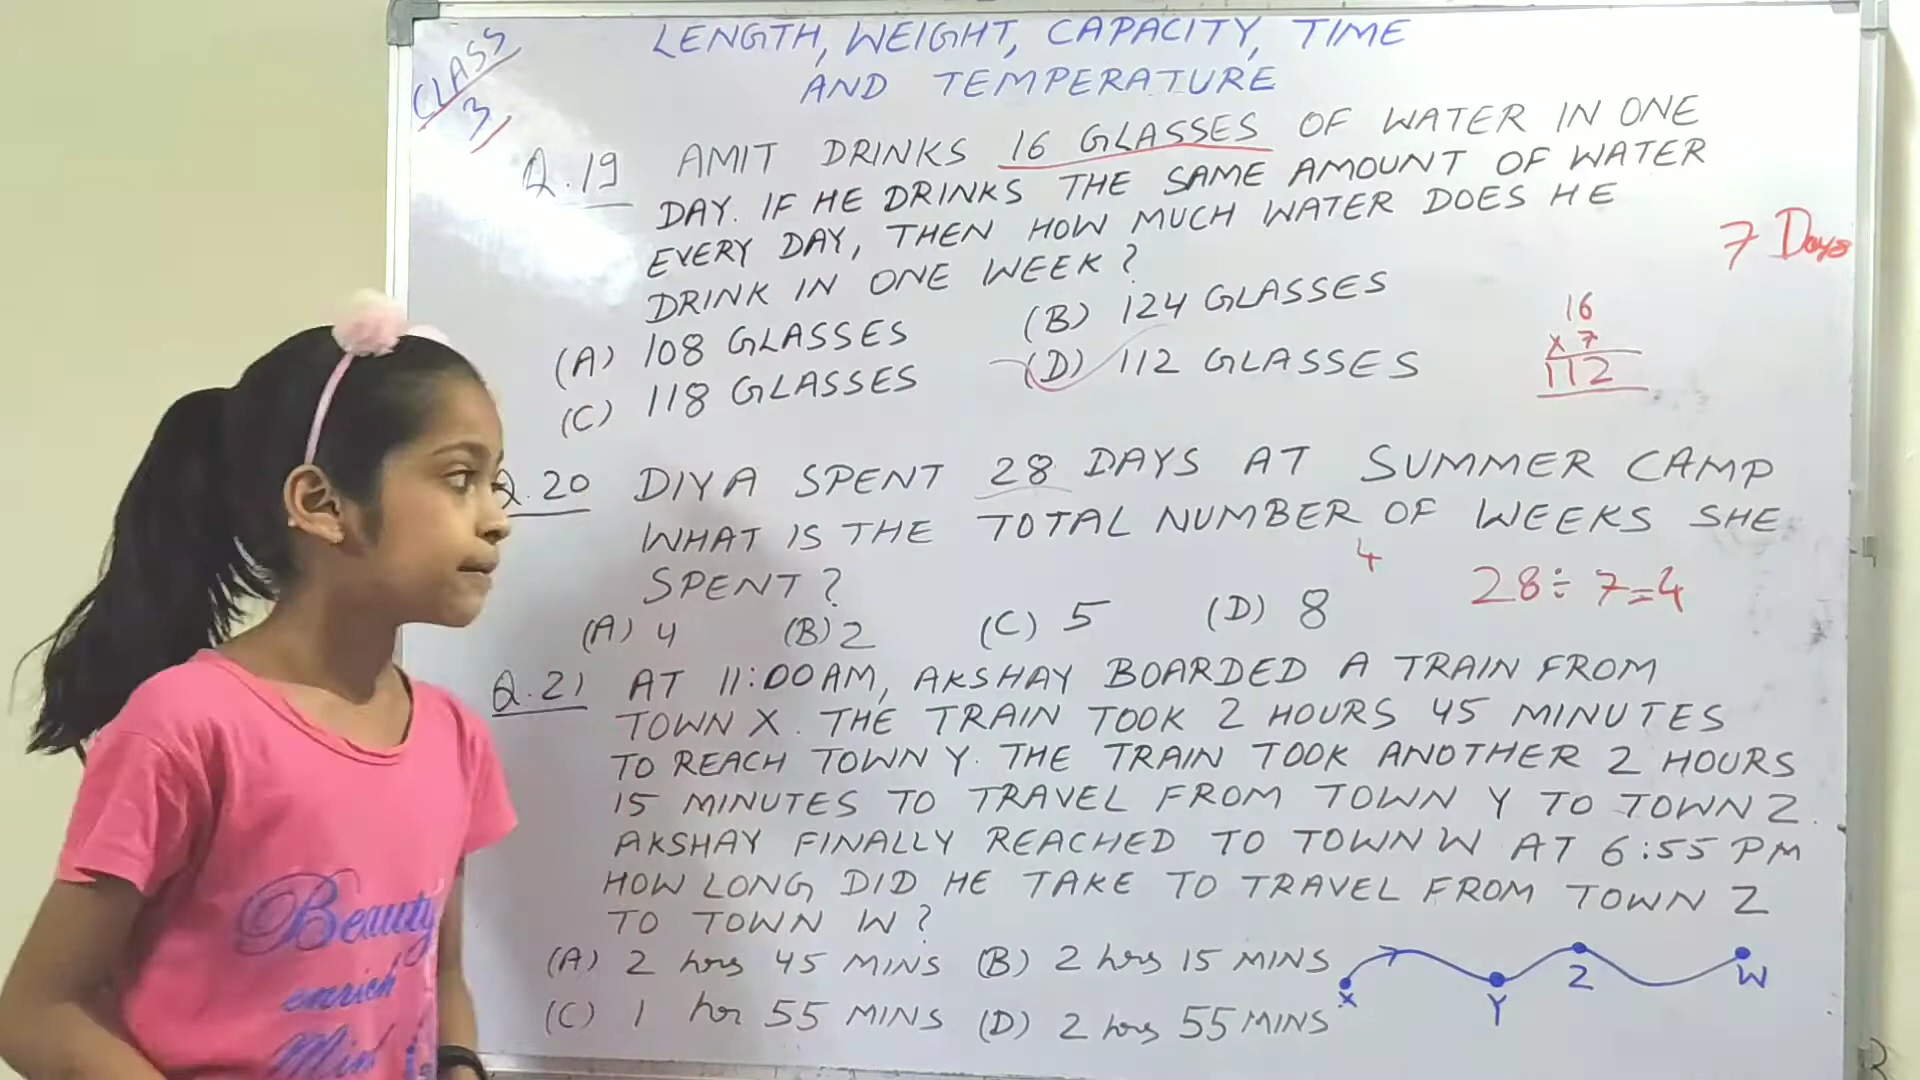 CLASS
3
LENGTH, WEIGHT, CAPACITY, TIME
AND TEMPERATURE
Q.19 AMIT DRINKS 16 GLASSES OF WATER IN ONE
DAY. IF HE DRINKS THE SAME AMOUNT OF WATER
EVERY DAY, THEN HOW MUCH WATER DOES HE
DRINK IN ONE WEEK?
7 Days
(A) 108 GLASSES (B) 124 GLASSES
(C) 118 GLASSES (D) 112 GLASSES
16
x 7
112
Q.20 DIYA SPENT 28 DAYS AT SUMMER CAMP
WHAT IS THE TOTAL NUMBER OF WEEKS SHE
SPENT?
4
28 ÷ 7 = 4
(A) 4 (B) 2 (C) 5 (D) 8
Q.21 AT 11:00AM, AKSHAY BOARDED A TRAIN FROM
TOWN X. THE TRAIN TOOK 2 HOURS 45 MINUTES
TO REACH TOWN Y. THE TRAIN TOOK ANOTHER 2 HOURS
15 MINUTES TO TRAVEL FROM TOWN Y TO TOWN Z.
AKSHAY FINALLY REACHED TO TOWN W AT 6:55 PM
HOW LONG DID HE TAKE TO TRAVEL FROM TOWN Z
TO TOWN W?
(A) 2 hrs 45 MINS (B) 2 hrs 15 MINS
(C) 1 hr 55 MINS (D) 2 hrs 55 MINS
X Y Z W
Beauty
enrich